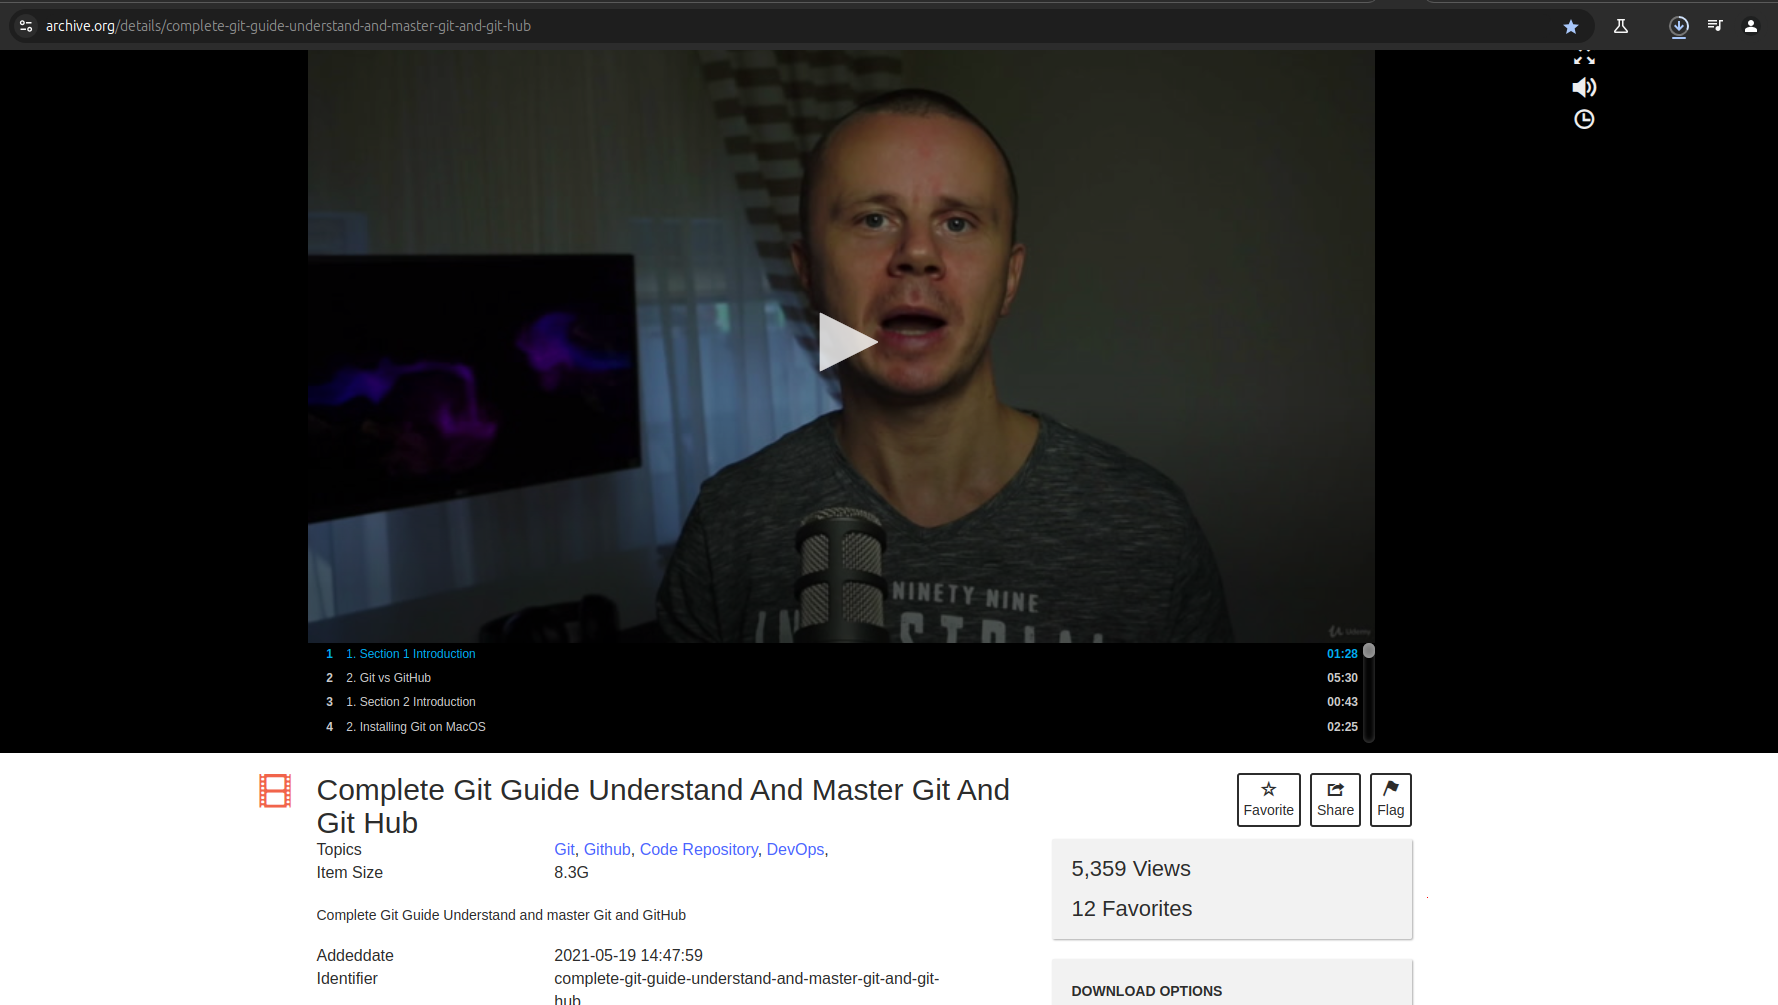 archive.org/details/complete-git-guide-understand-and-master-git-and-git-hub
NINETY NINE
Udemy
1 1. Section 1 Introduction 01:28
2 2. Git vs GitHub 05:30
3 1. Section 2 Introduction 00:43
4 2. Installing Git on MacOS 02:25
Complete Git Guide Understand And Master Git And
Git Hub
Favorite Share Flag
Topics Git, Github, Code Repository, DevOps,
Item Size 8.3G
5,359 Views
12 Favorites
Complete Git Guide Understand and master Git and GitHub
Addeddate 2021-05-19 14:47:59
Identifier complete-git-guide-understand-and-master-git-and-git-
hub
DOWNLOAD OPTIONS